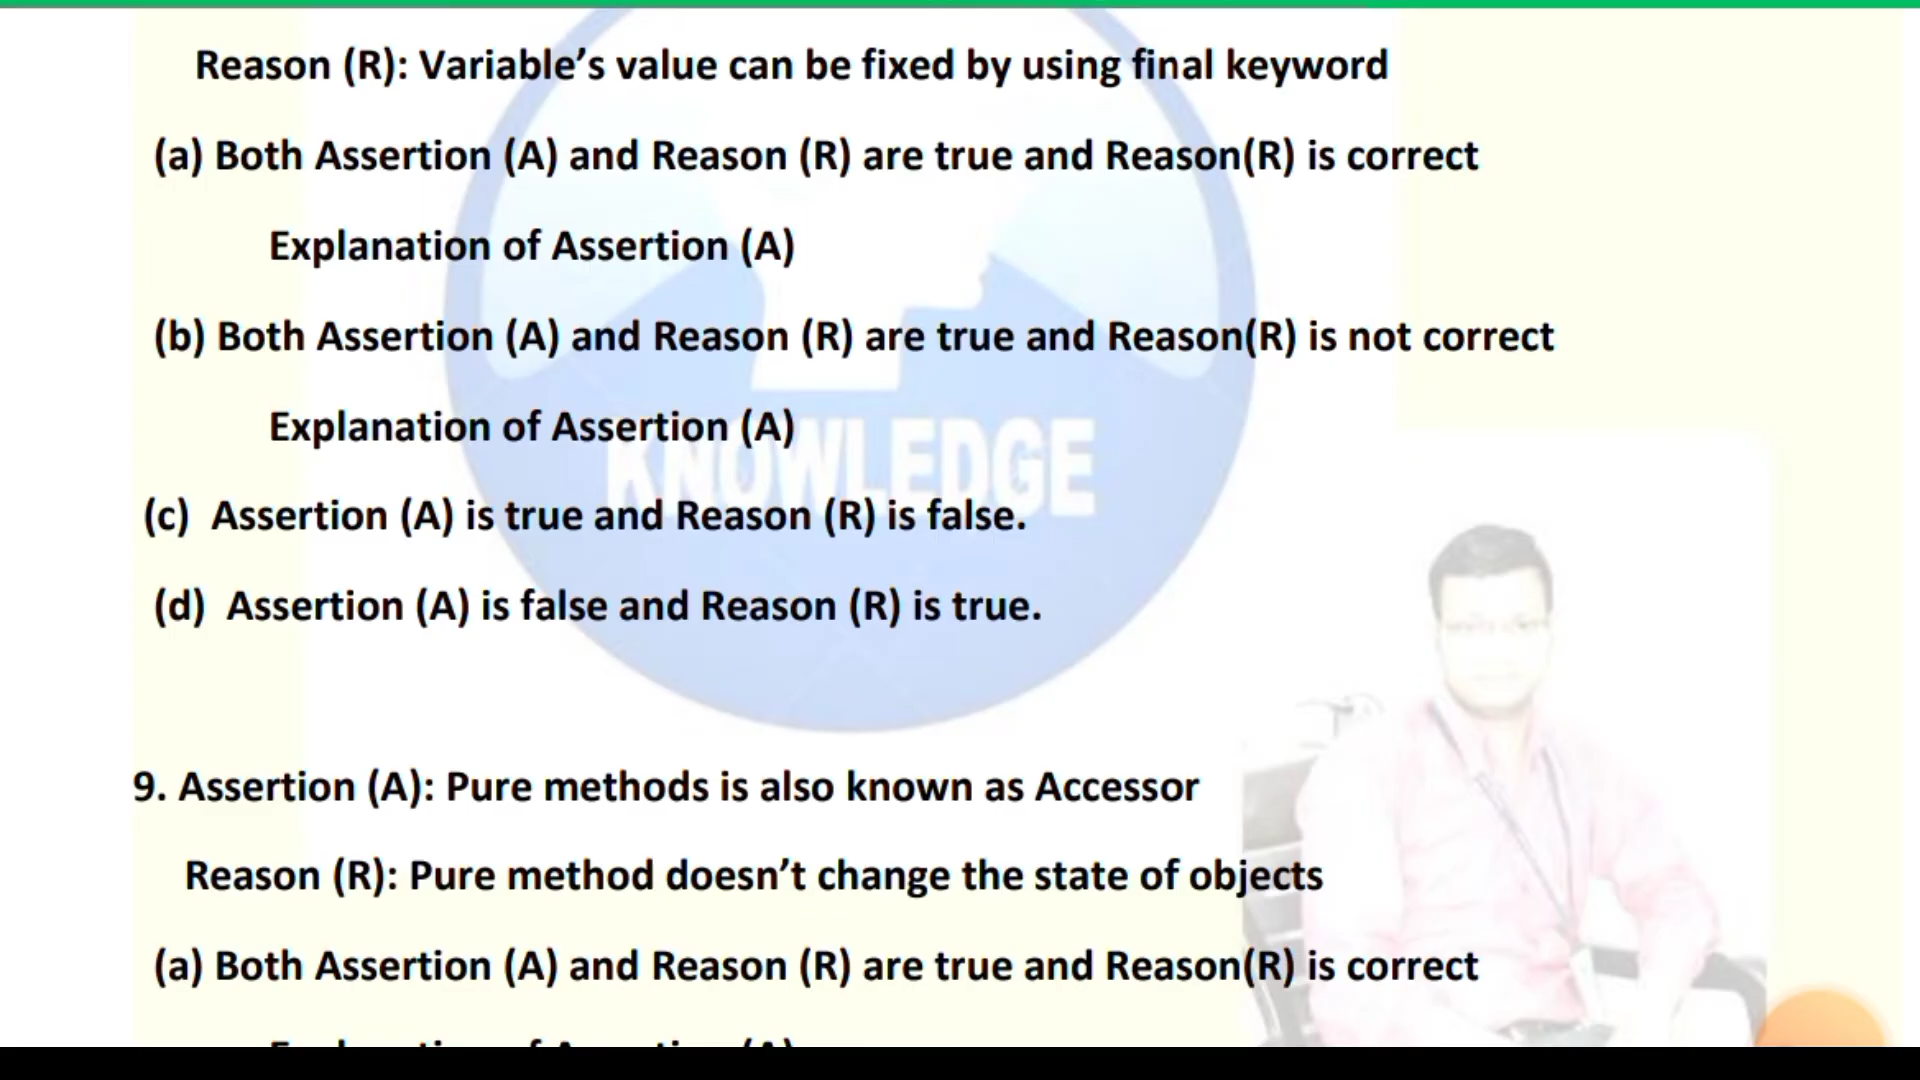 Reason (R): Variable’s value can be fixed by using final keyword
(a) Both Assertion (A) and Reason (R) are true and Reason(R) is correct
Explanation of Assertion (A)
(b) Both Assertion (A) and Reason (R) are true and Reason(R) is not correct
Explanation of Assertion (A)
KNOWLEDGE
(c) Assertion (A) is true and Reason (R) is false.
(d) Assertion (A) is false and Reason (R) is true.
9. Assertion (A): Pure methods is also known as Accessor
Reason (R): Pure method doesn’t change the state of objects
(a) Both Assertion (A) and Reason (R) are true and Reason(R) is correct